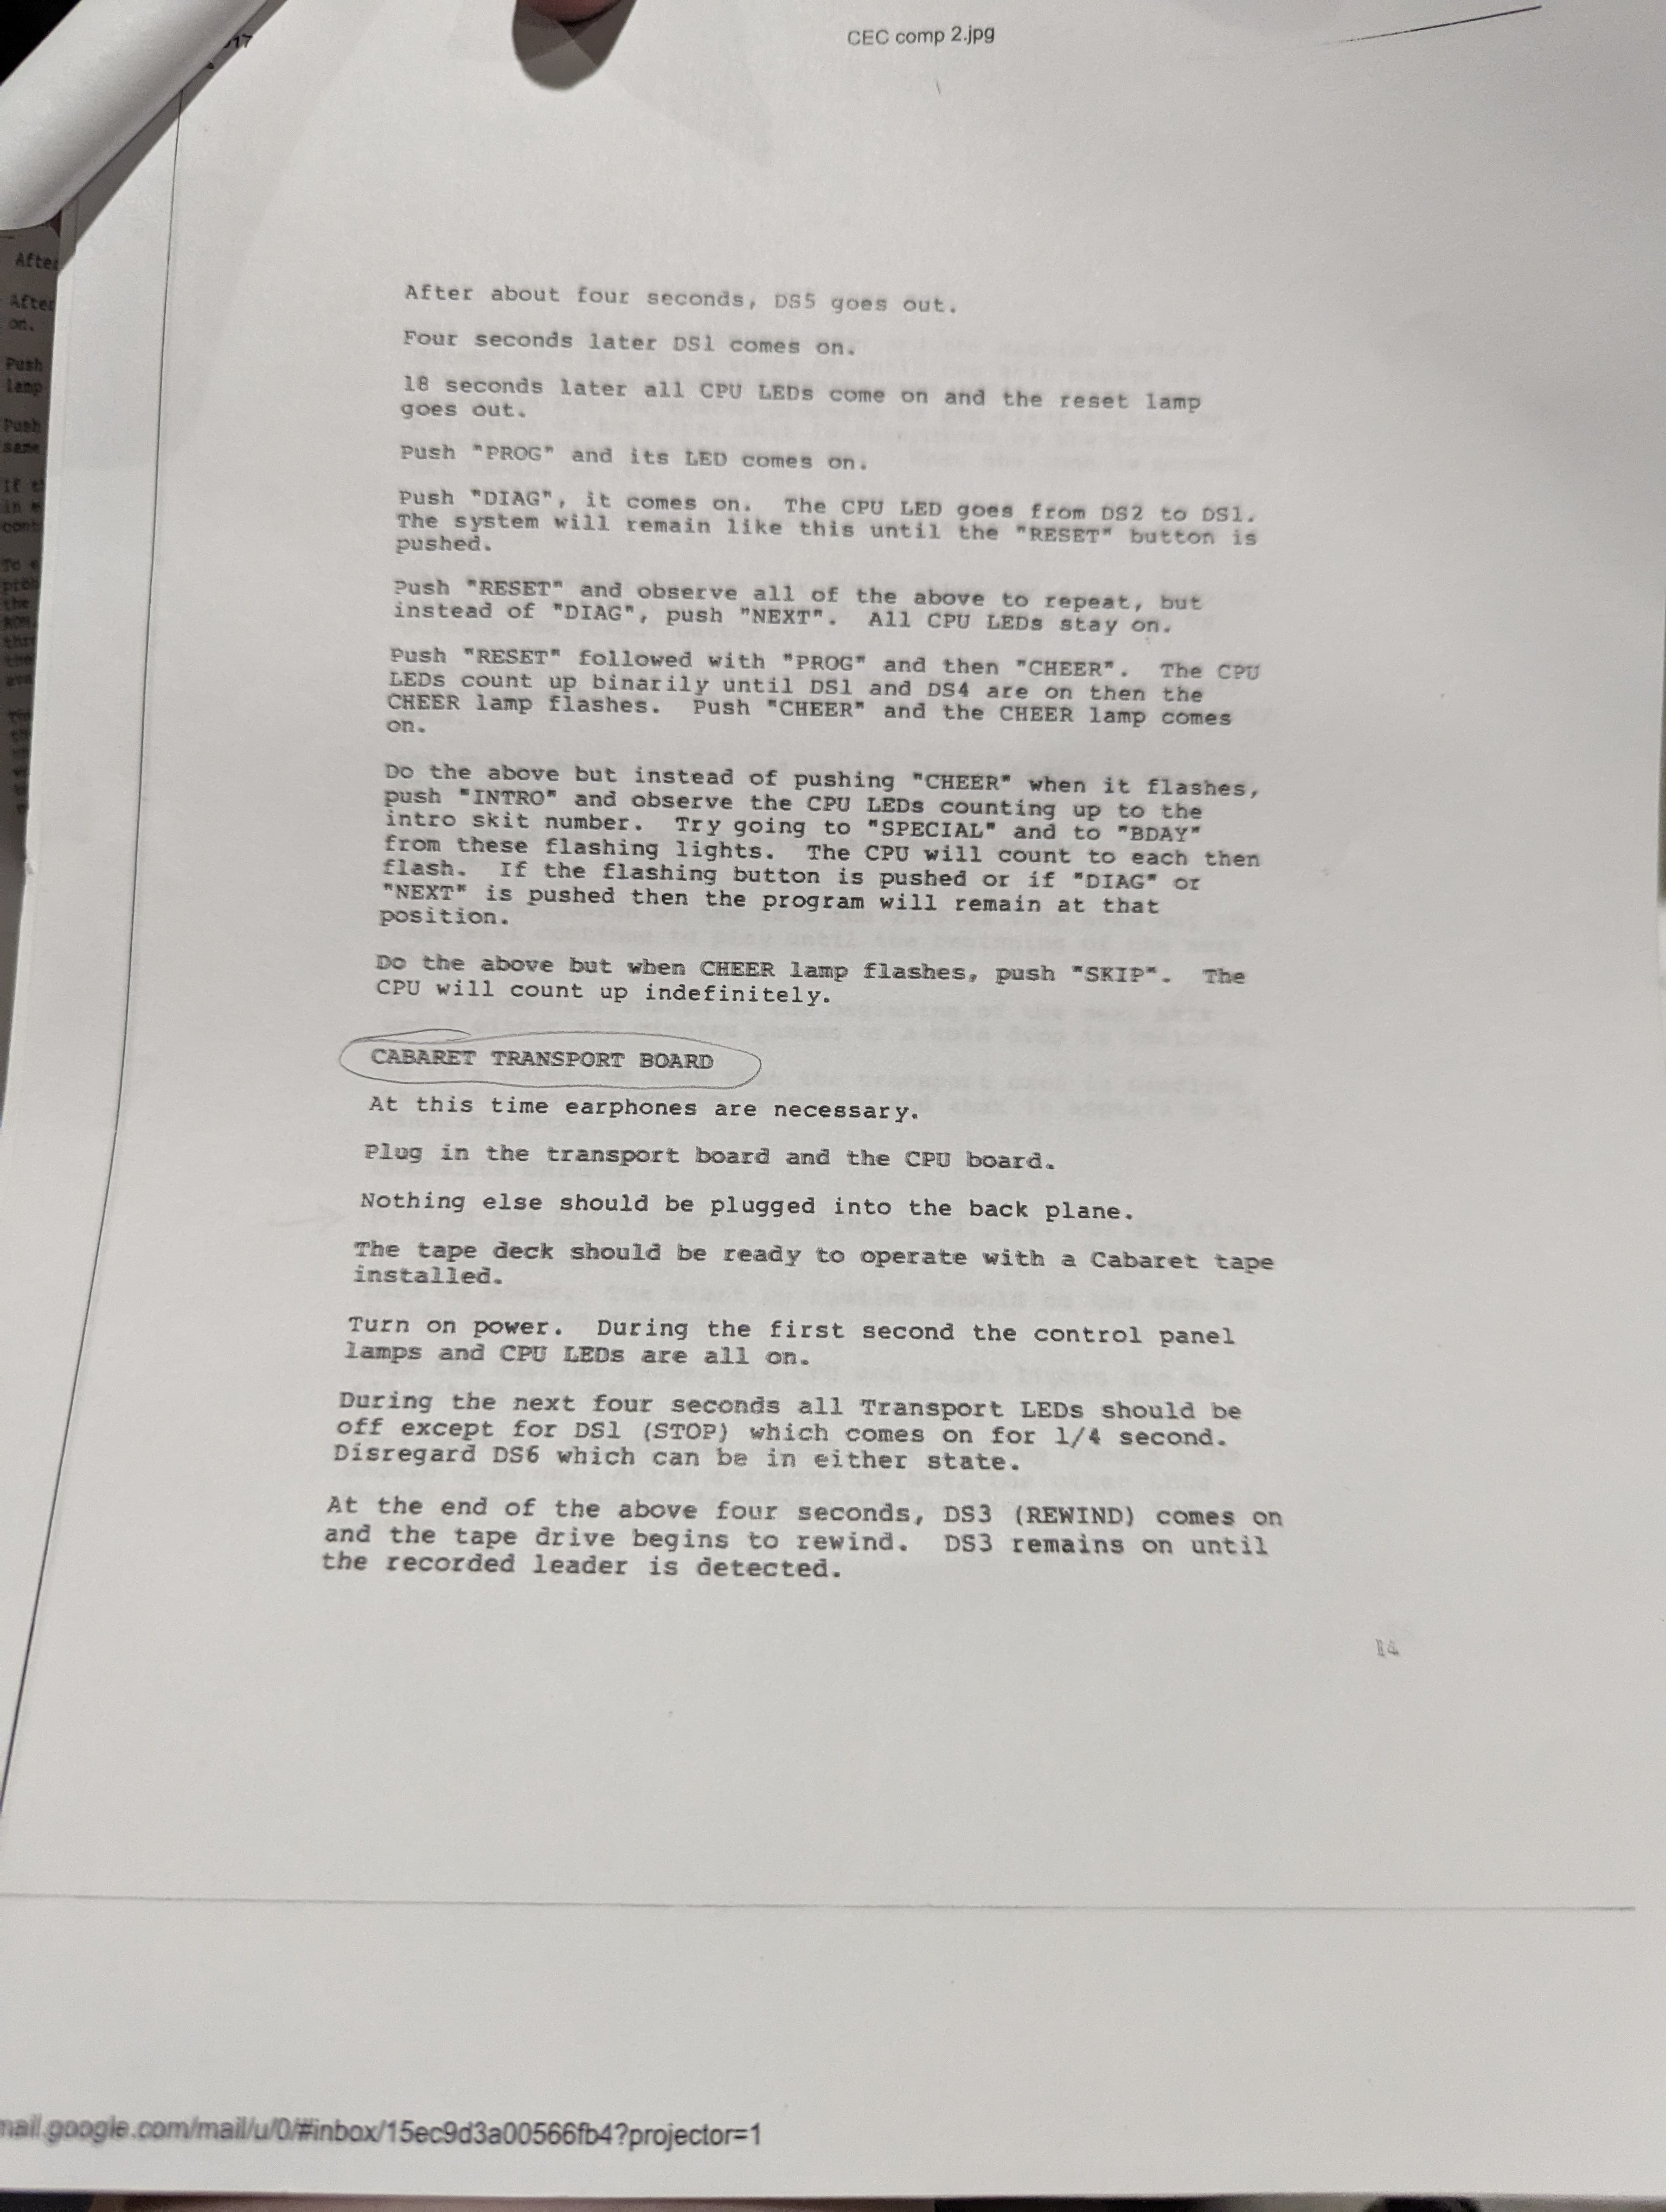 17
CEC comp 2.jpg
After about four seconds, DS5 goes out.
Four seconds later DS1 comes on.
18 seconds later all CPU LEDs come on and the reset lamp
goes out.
Push "PROG" and its LED comes on.
Push "DIAG", it comes on.  The CPU LED goes from DS2 to DS1.
The system will remain like this until the "RESET" button is
pushed.
Push "RESET" and observe all of the above to repeat, but
instead of "DIAG", push "NEXT".  All CPU LEDs stay on.
Push "RESET" followed with "PROG" and then "CHEER".  The CPU
LEDs count up binarily until DS1 and DS4 are on then the
CHEER lamp flashes.  Push "CHEER" and the CHEER lamp comes
on.
Do the above but instead of pushing "CHEER" when it flashes,
push "INTRO" and observe the CPU LEDs counting up to the
intro skit number.  Try going to "SPECIAL" and to "BDAY"
from these flashing lights.  The CPU will count to each then
flash.  If the flashing button is pushed or if "DIAG" or
"NEXT" is pushed then the program will remain at that
position.
Do the above but when CHEER lamp flashes, push "SKIP".  The
CPU will count up indefinitely.
CABARET TRANSPORT BOARD
At this time earphones are necessary.
Plug in the transport board and the CPU board.
Nothing else should be plugged into the back plane.
The tape deck should be ready to operate with a Cabaret tape
installed.
Turn on power.  During the first second the control panel
lamps and CPU LEDs are all on.
During the next four seconds all Transport LEDs should be
off except for DS1 (STOP) which comes on for 1/4 second.
Disregard DS6 which can be in either state.
At the end of the above four seconds, DS3 (REWIND) comes on
and the tape drive begins to rewind.  DS3 remains on until
the recorded leader is detected.
14
mail.google.com/mail/u/0/#inbox/15ec9d3a00566fb4?projector=1
After
After
on.
Push
lamp
Push
same